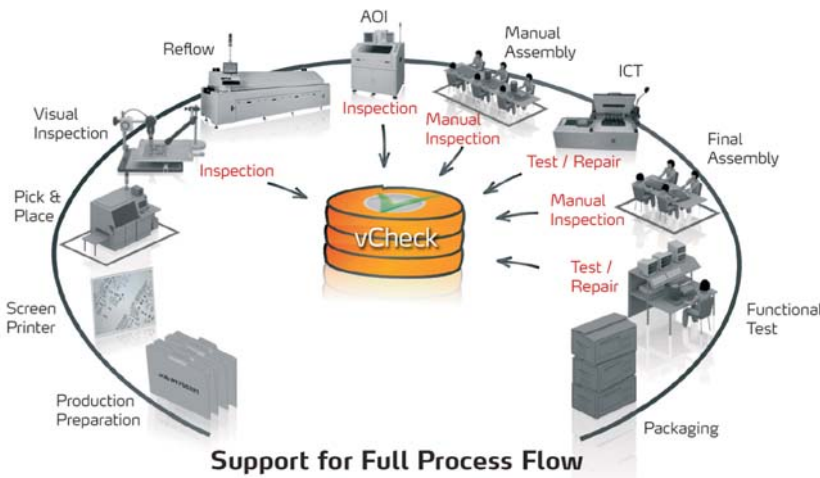 AOI
Reflow
Manual
Assembly
ICT
Visual
Inspection
Inspection
Manual
Inspection
Final
Assembly
Inspection
Test / Repair
Pick &
Place
Manual
Inspection
vCheck
Test /
Repair
Screen
Printer
Functional
Test
Production
Preparation
Packaging
Support for Full Process Flow